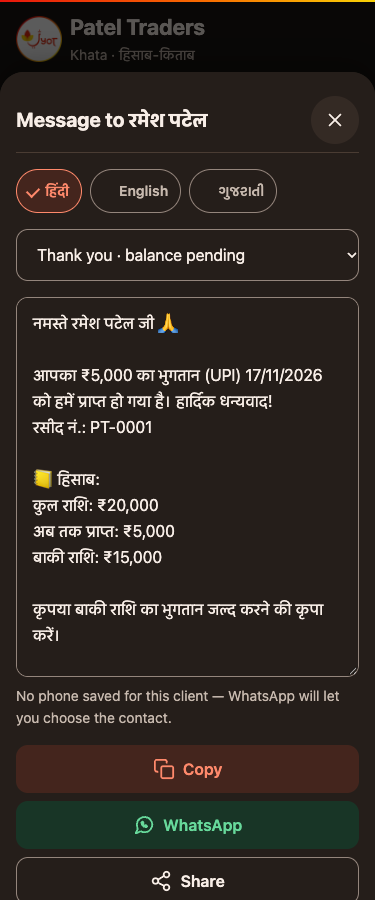 Jyot
Patel Traders
Khata · हिसाब-किताब
Message to रमेश पटेल
हिंदी
English
ગુજરાતી
Thank you · balance pending
नमस्ते रमेश पटेल जी 🙏
आपका ₹5,000 का भुगतान (UPI) 17/11/2026
को हमें प्राप्त हो गया है। हार्दिक धन्यवाद!
रसीद नं.: PT-0001
📒 हिसाब:
कुल राशि: ₹20,000
अब तक प्राप्त: ₹5,000
बाकी राशि: ₹15,000
कृपया बाकी राशि का भुगतान जल्द करने की कृपा
करें।
No phone saved for this client — WhatsApp will let
you choose the contact.
Copy
WhatsApp
Share